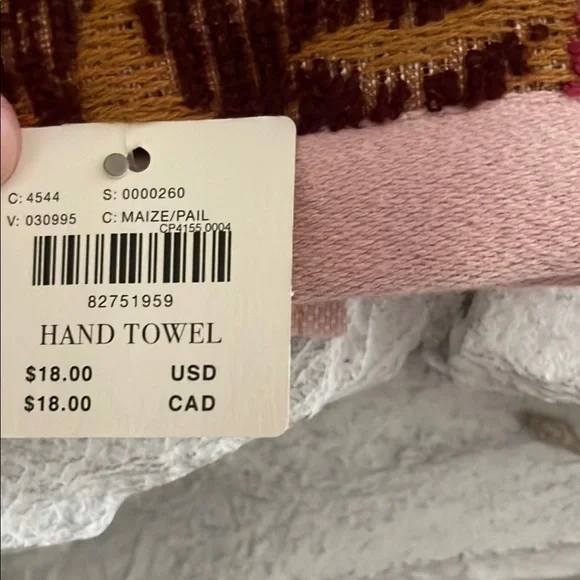 C: 4544 S: 0000260
V: 030995 C: MAIZE/PAIL
CP4155.0004
82751959
HAND TOWEL
$18.00 USD
$18.00 CAD